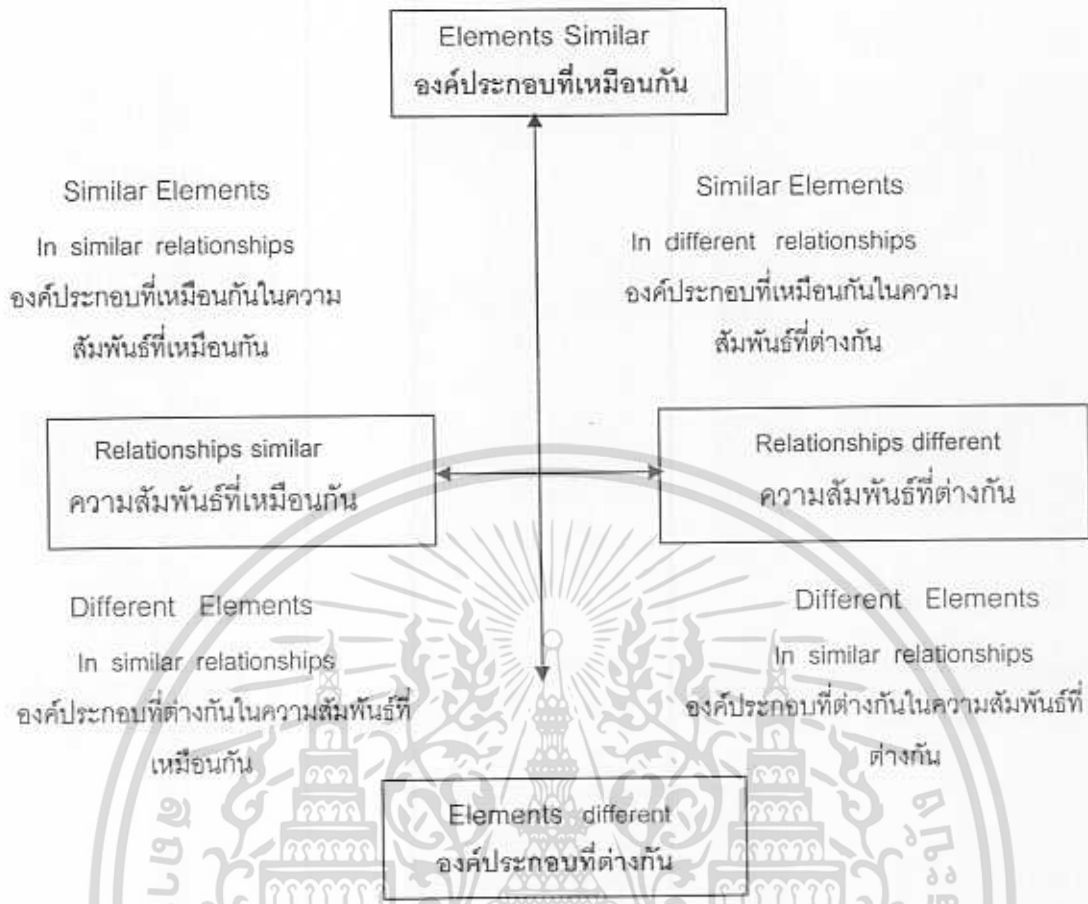 Elements Similar
องค์ประกอบที่เหมือนกัน
Similar Elements
In similar relationships
องค์ประกอบที่เหมือนกันในความ
สัมพันธ์ที่เหมือนกัน
Similar Elements
In different relationships
องค์ประกอบที่เหมือนกันในความ
สัมพันธ์ที่ต่างกัน
Relationships similar
ความสัมพันธ์ที่เหมือนกัน
Relationships different
ความสัมพันธ์ที่ต่างกัน
Different Elements
In similar relationships
องค์ประกอบที่ต่างกันในความสัมพันธ์ที่
เหมือนกัน
Different Elements
In similar relationships
องค์ประกอบที่ต่างกันในความสัมพันธ์ที่
ต่างกัน
Elements different
องค์ประกอบที่ต่างกัน